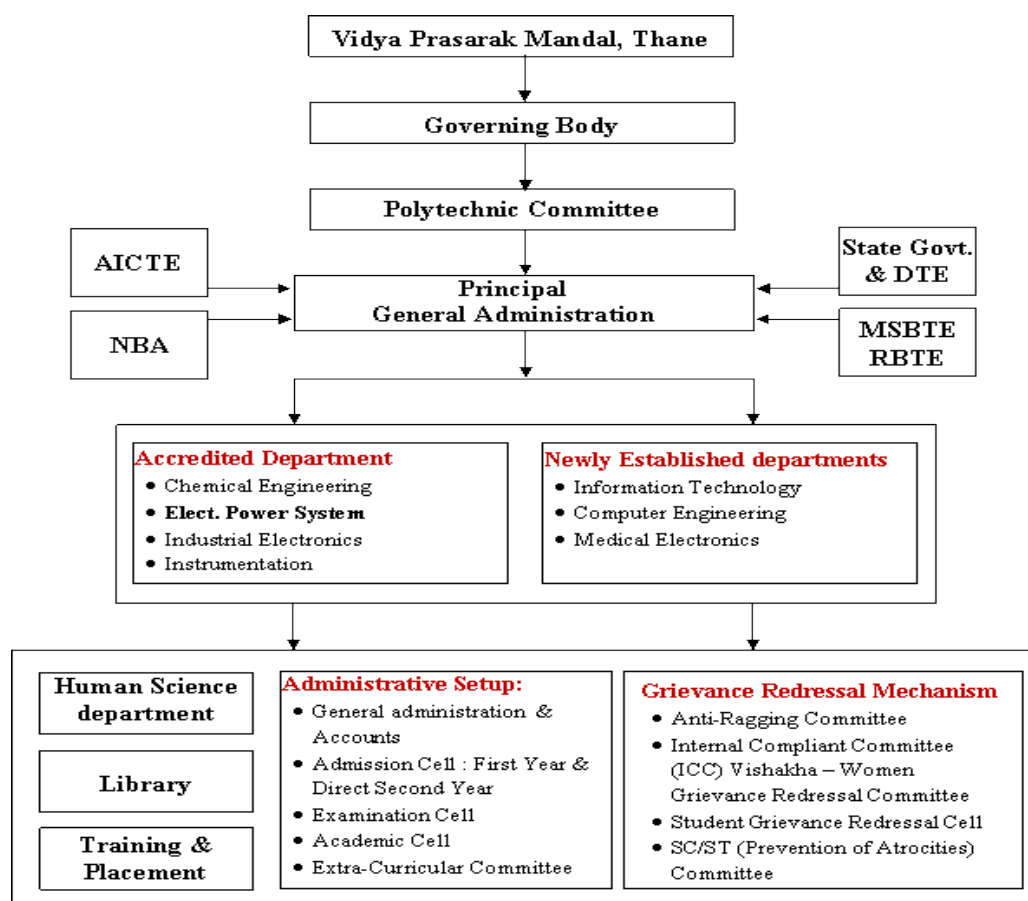 Vidya Prasarak Mandal, Thane
Governing Body
Polytechnic Committee
AICTE
NBA
Principal
General Administration
State Govt.
& DTE
MSBTE
RBTE
Accredited Department
• Chemical Engineering
• Elect. Power System
• Industrial Electronics
• Instrumentation
Newly Established departments
• Information Technology
• Computer Engineering
• Medical Electronics
Human Science
department
Library
Training &
Placement
Administrative Setup:
• General administration &
Accounts
• Admission Cell : First Year &
Direct Second Year
• Examination Cell
• Academic Cell
• Extra-Curricular Committee
Grievance Redressal Mechanism
• Anti-Ragging Committee
• Internal Compliant Committee
(ICC) Vishakha – Women
Grievance Redressal Committee
• Student Grievance Redressal Cell
• SC/ST (Prevention of Atrocities)
Committee